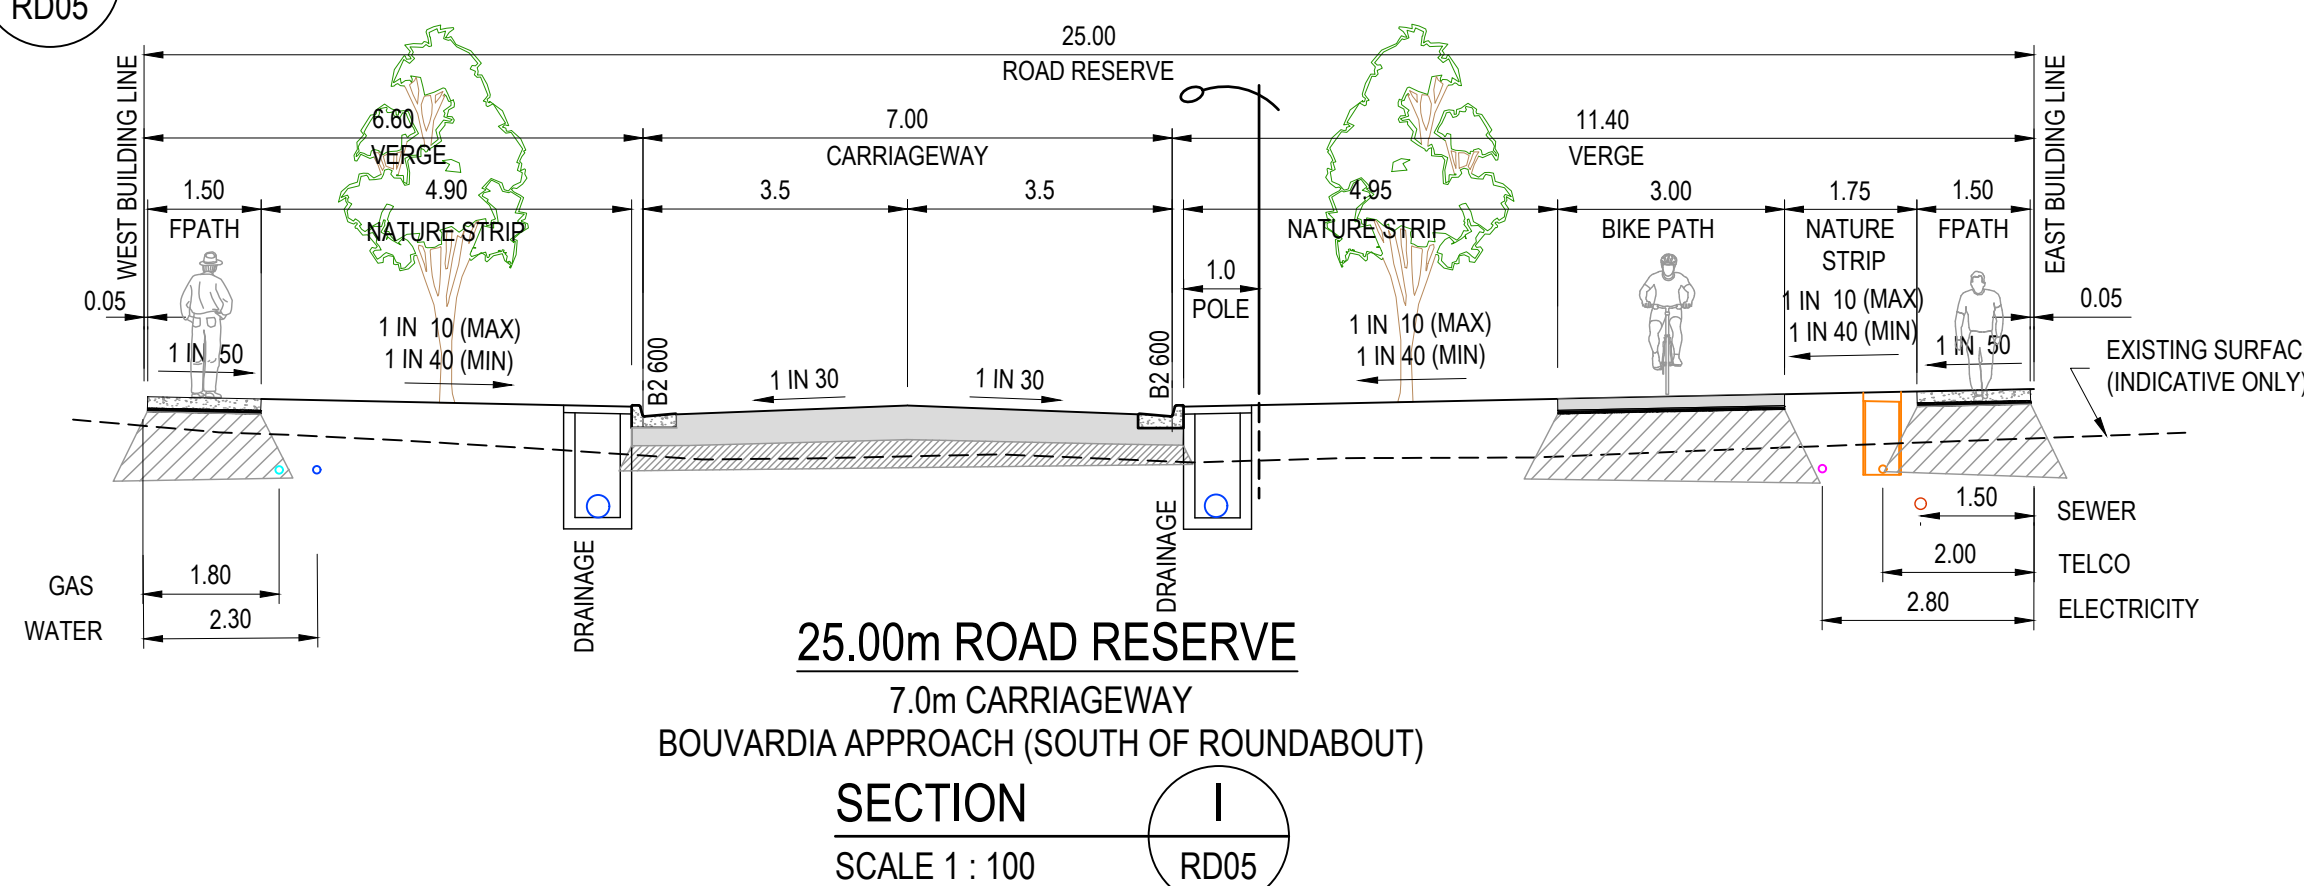 RD05
25.00
ROAD RESERVE
WEST BUILDING LINE
EAST BUILDING LINE
6.60
VERGE
7.00
CARRIAGEWAY
11.40
VERGE
1.50
FPATH
4.90
NATURE STRIP
3.5
3.5
4.95
NATURE STRIP
3.00
BIKE PATH
1.75
NATURE
STRIP
1.50
FPATH
1.0
POLE
0.05
0.05
1 IN 50
1 IN 10 (MAX)
1 IN 40 (MIN)
B2 600
1 IN 30
1 IN 30
B2 600
1 IN 10 (MAX)
1 IN 40 (MIN)
1 IN 10 (MAX)
1 IN 40 (MIN)
1 IN 50
EXISTING SURFAC
(INDICATIVE ONLY)
DRAINAGE
DRAINAGE
1.50
SEWER
2.00
TELCO
2.80
ELECTRICITY
GAS
1.80
WATER
2.30
25.00m ROAD RESERVE
7.0m CARRIAGEWAY
BOUVARDIA APPROACH (SOUTH OF ROUNDABOUT)
SECTION
I
SCALE 1 : 100
RD05